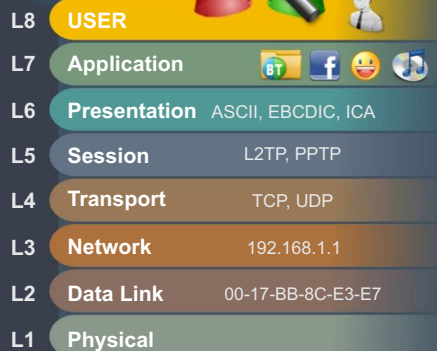 L8 USER
L7 Application BT f
L6 Presentation ASCII, EBCDIC, ICA
L5 Session L2TP, PPTP
L4 Transport TCP, UDP
L3 Network 192.168.1.1
L2 Data Link 00-17-BB-8C-E3-E7
L1 Physical